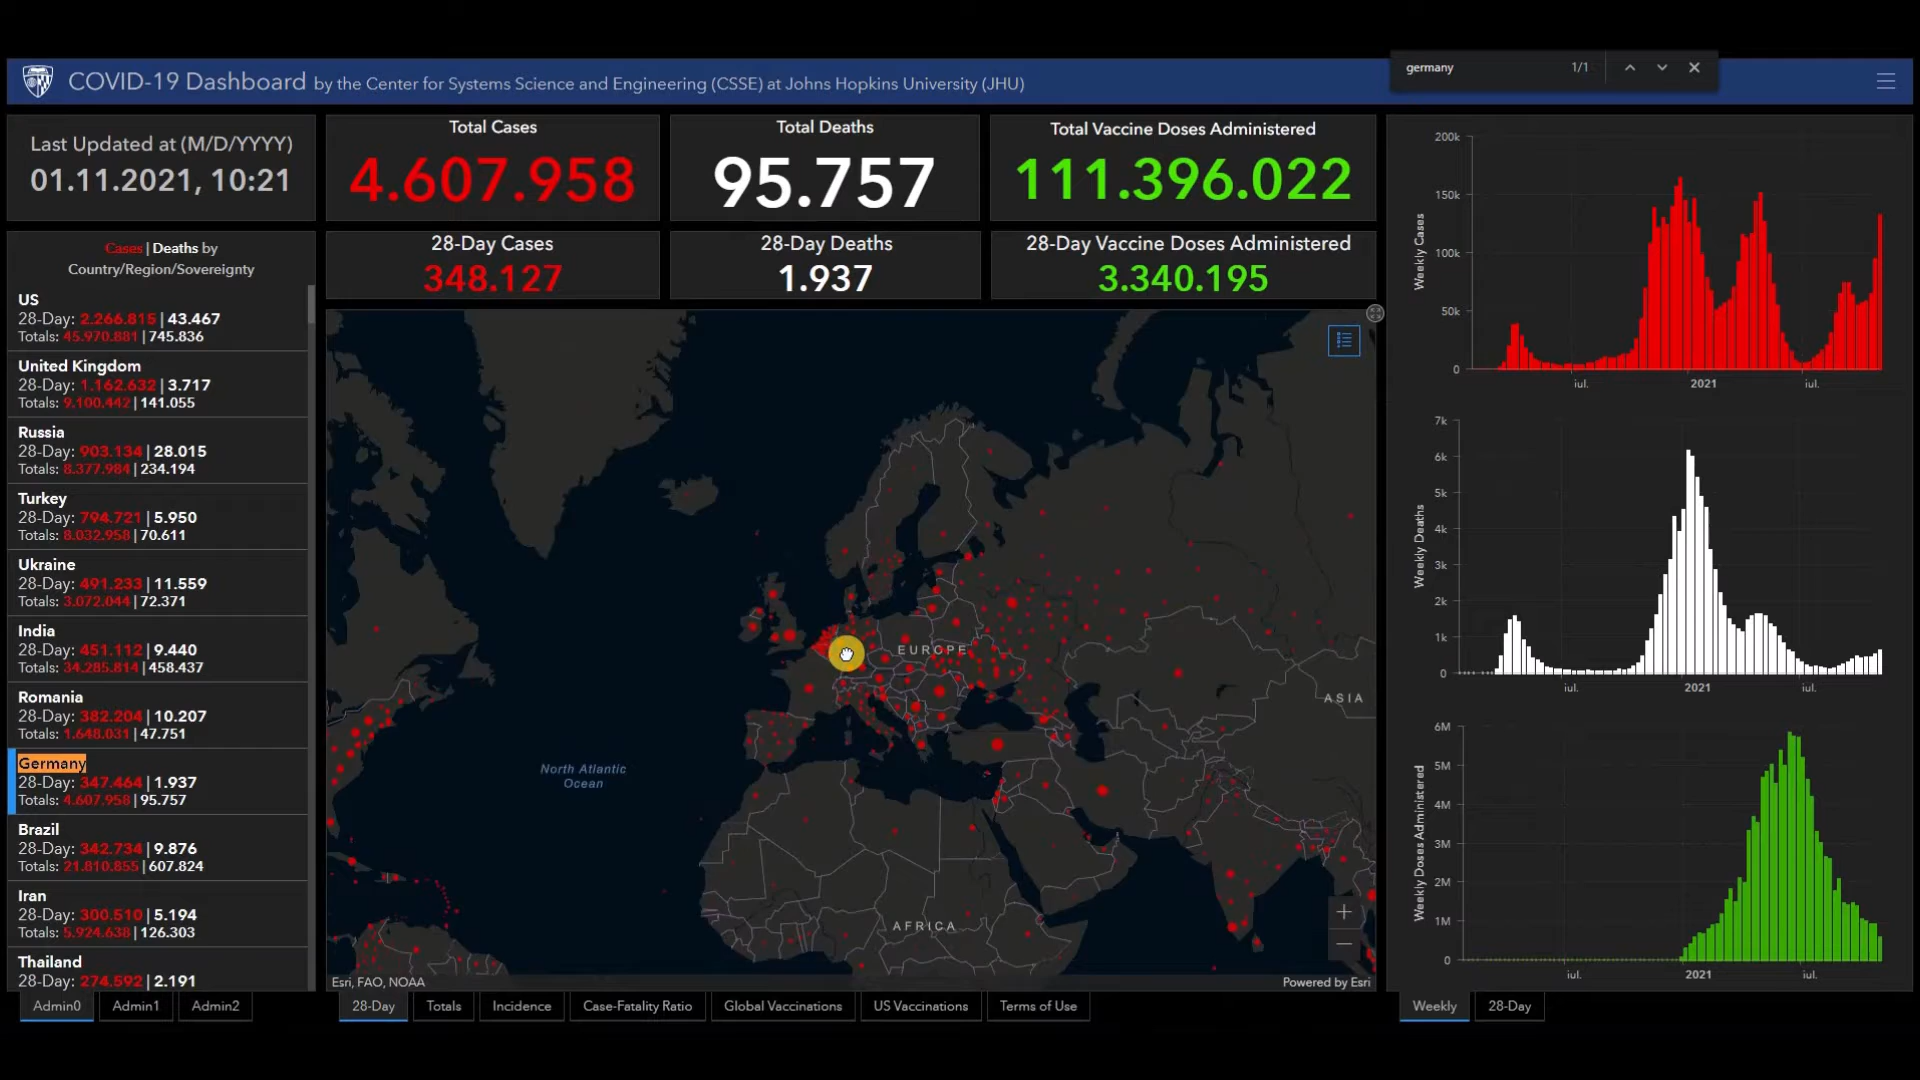 germany 1/1
COVID-19 Dashboard by the Center for Systems Science and Engineering (CSSE) at Johns Hopkins University (JHU)
Last Updated at (M/D/YYYY)
01.11.2021, 10:21
Total Cases
4.607.958
Total Deaths
95.757
Total Vaccine Doses Administered
111.396.022
28-Day Cases
348.127
28-Day Deaths
1.937
28-Day Vaccine Doses Administered
3.340.195
Cases | Deaths by
Country/Region/Sovereignty
US
28-Day: 2.266.815 | 43.467
Totals: 45.970.881 | 745.836
United Kingdom
28-Day: 1.162.632 | 3.717
Totals: 9.100.442 | 141.055
Russia
28-Day: 903.134 | 28.015
Totals: 8.377.984 | 234.194
Turkey
28-Day: 794.721 | 5.950
Totals: 8.032.958 | 70.611
Ukraine
28-Day: 491.233 | 11.559
Totals: 3.072.044 | 72.371
India
28-Day: 451.112 | 9.440
Totals: 34.285.814 | 458.437
Romania
28-Day: 382.204 | 10.207
Totals: 1.648.031 | 47.751
Germany
28-Day: 347.464 | 1.937
Totals: 4.607.958 | 95.757
Brazil
28-Day: 342.734 | 9.876
Totals: 21.810.855 | 607.824
Iran
28-Day: 300.510 | 5.194
Totals: 5.924.638 | 126.303
Thailand
28-Day: 274.592 | 2.191
Admin0 Admin1 Admin2
EUROPE
ASIA
North Atlantic
Ocean
AFRICA
Esri, FAO, NOAA
Powered by Esri
28-Day Totals Incidence Case-Fatality Ratio Global Vaccinations US Vaccinations Terms of Use
Weekly Cases
200k
150k
100k
50k
0
iul. 2021 iul.
Weekly Deaths
7k
6k
5k
4k
3k
2k
1k
0
iul. 2021 iul.
Weekly Doses Administered
6M
5M
4M
3M
2M
1M
0
iul. 2021 iul.
Weekly 28-Day